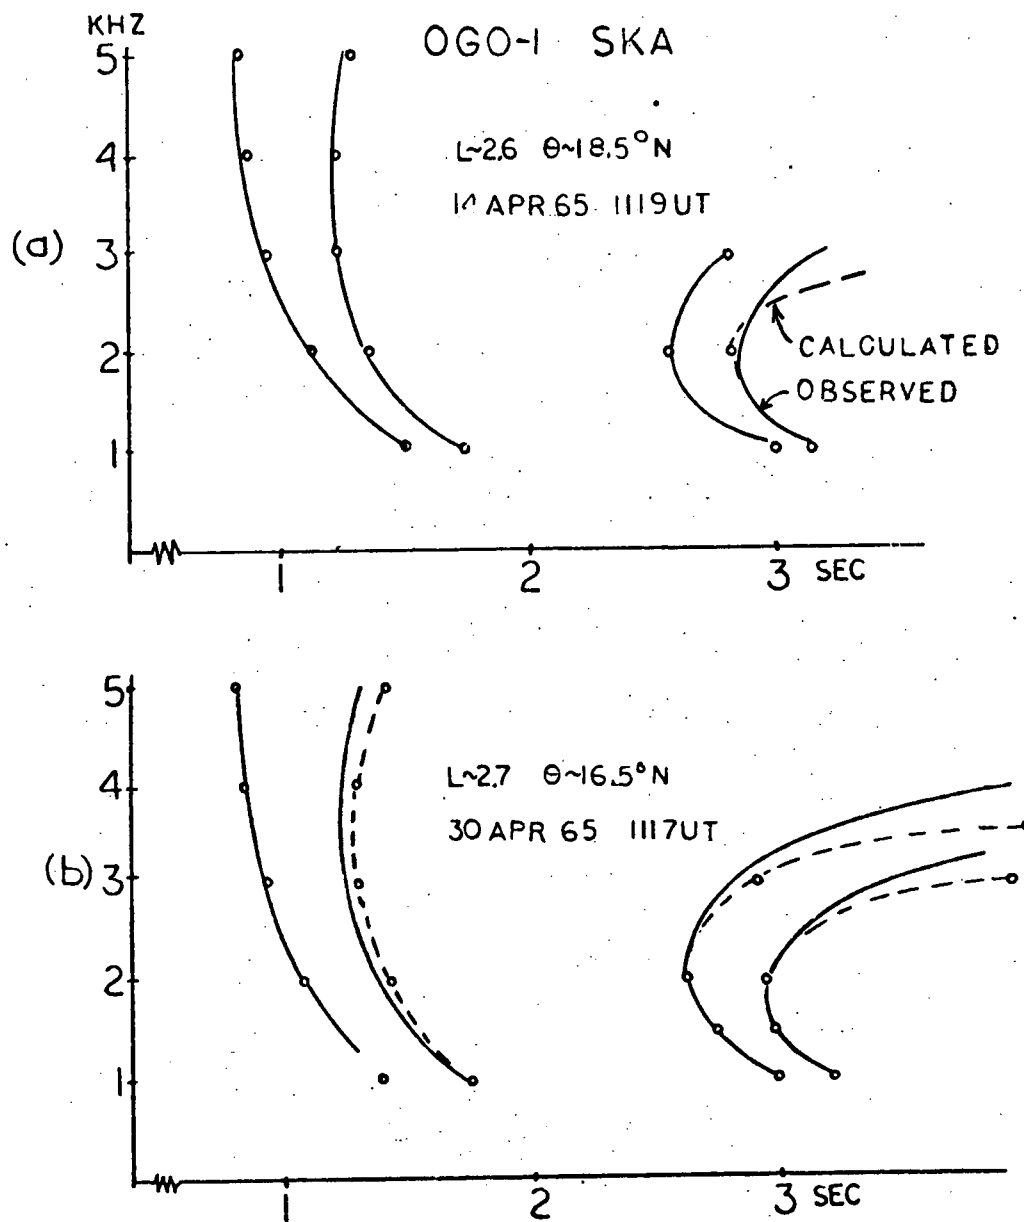 KHZ
OGO-1 SKA
5
4
3
2
1
L~2.6 θ~18.5°N
APR 65 1119UT
(a)
CALCULATED
OBSERVED
1 2 3 SEC
5
4
3
2
1
L~2.7 θ~16.5°N
30 APR 65 1117UT
(b)
1 2 3 SEC